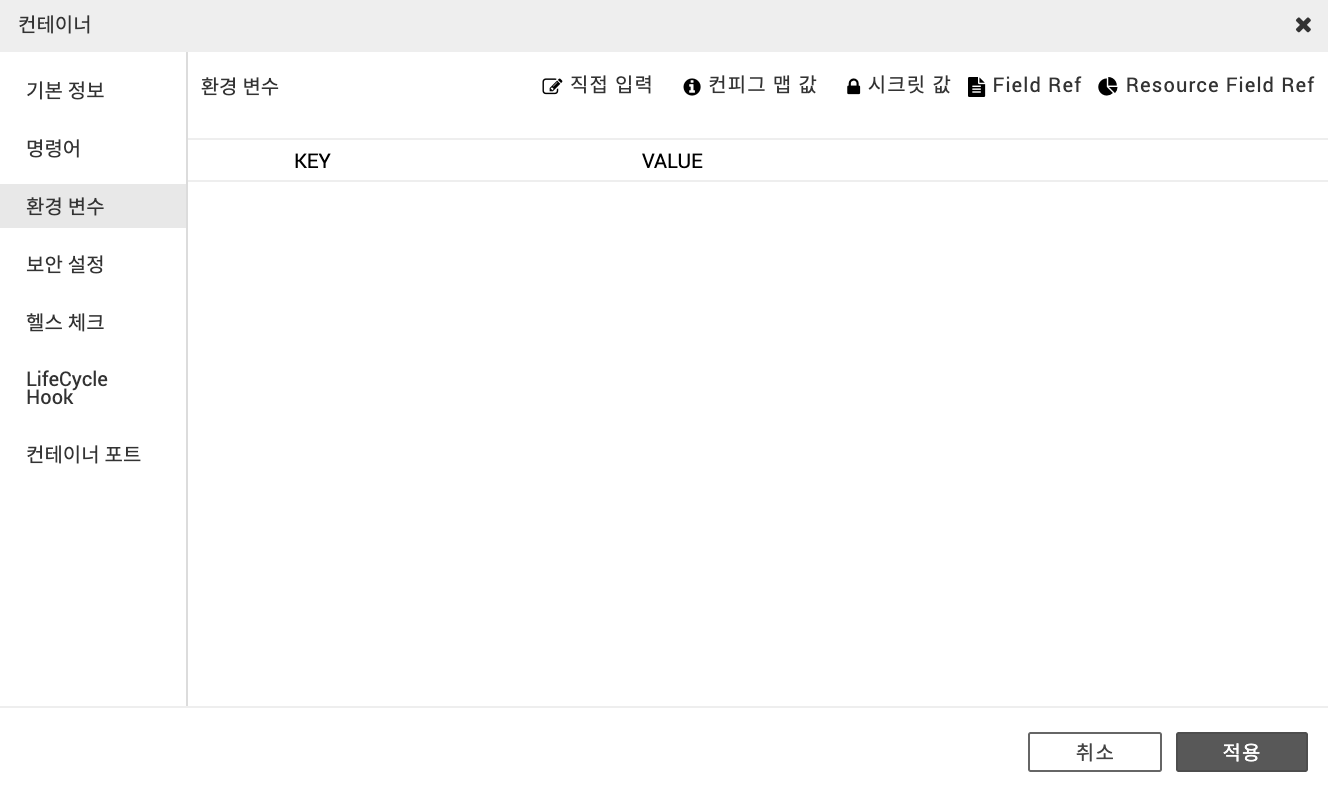 컨테이너
기본 정보
명령어
환경 변수
보안 설정
헬스 체크
LifeCycle
Hook
컨테이너 포트
환경 변수 직접 입력 컨피그 맵 값 시크릿 값 Field Ref Resource Field Ref
KEY VALUE
취소 적용